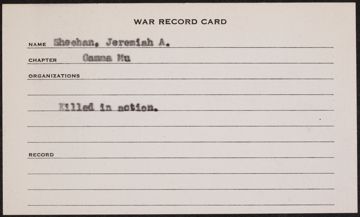 WAR RECORD CARD
NAME Sheehan, Jeremiah A.
CHAPTER Gamma Mu
ORGANIZATIONS
Killed in action.
RECORD